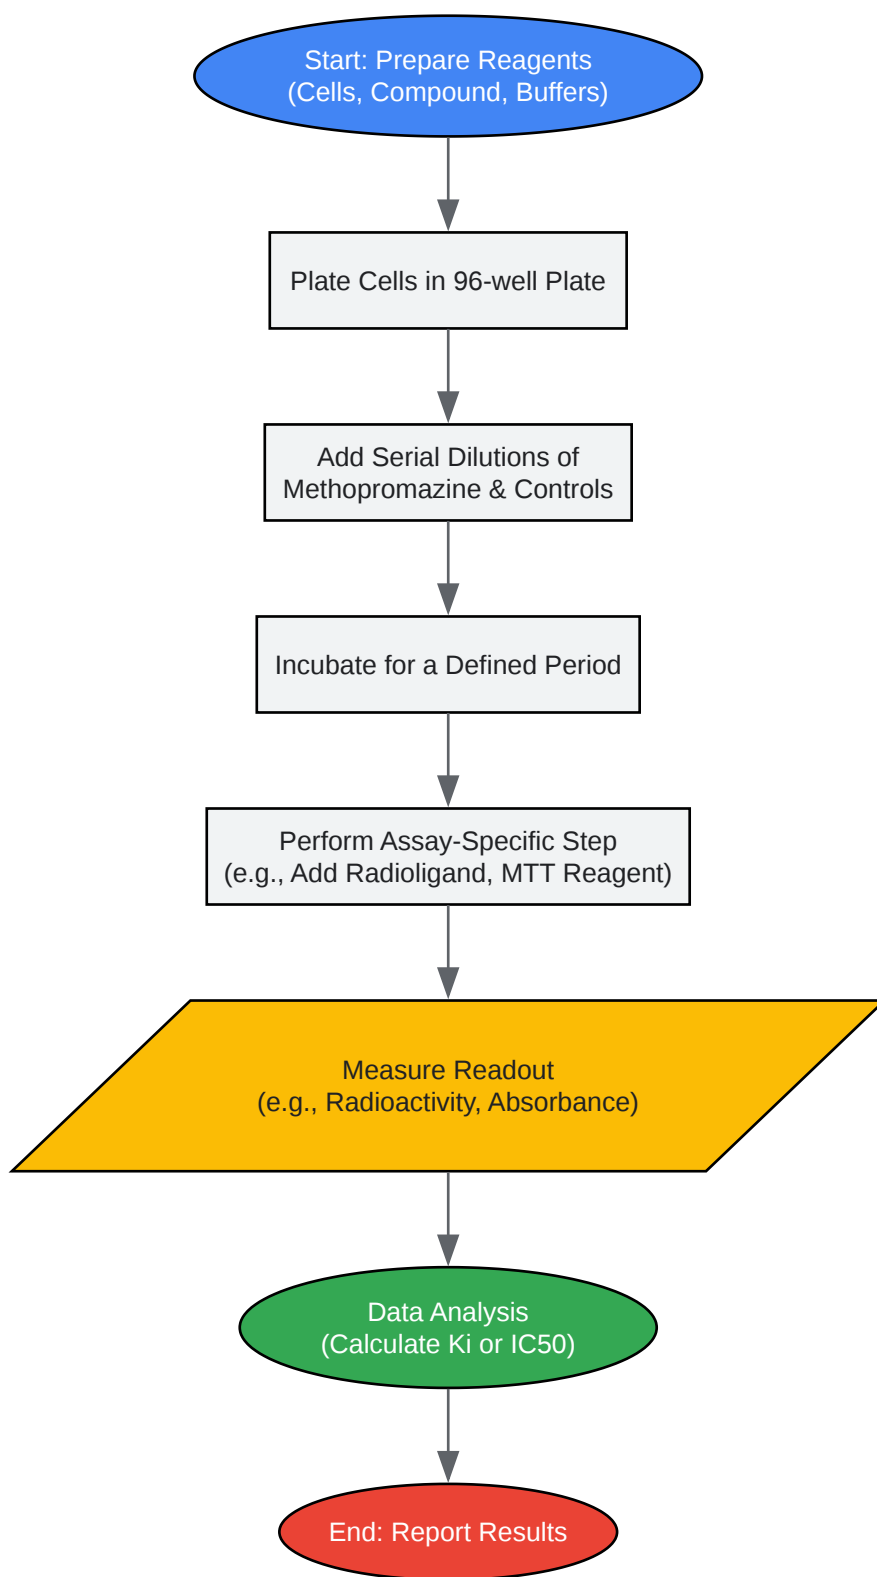 Start: Prepare Reagents
(Cells, Compound, Buffers)
Plate Cells in 96-well Plate
Add Serial Dilutions of
Methopromazine & Controls
Incubate for a Defined Period
Perform Assay-Specific Step
(e.g., Add Radioligand, MTT Reagent)
Measure Readout
(e.g., Radioactivity, Absorbance)
Data Analysis
(Calculate Ki or IC50)
End: Report Results